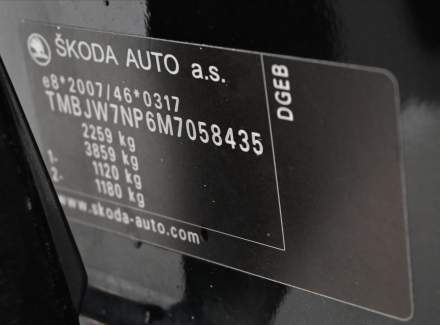 ŠKODA AUTO a.s.
e8*2007/46*0317
TMBJW7NP6M7058435
2259 kg
3859 kg
1- 1120 kg
2- 1180 kg
www.skoda-auto.com
DGEB